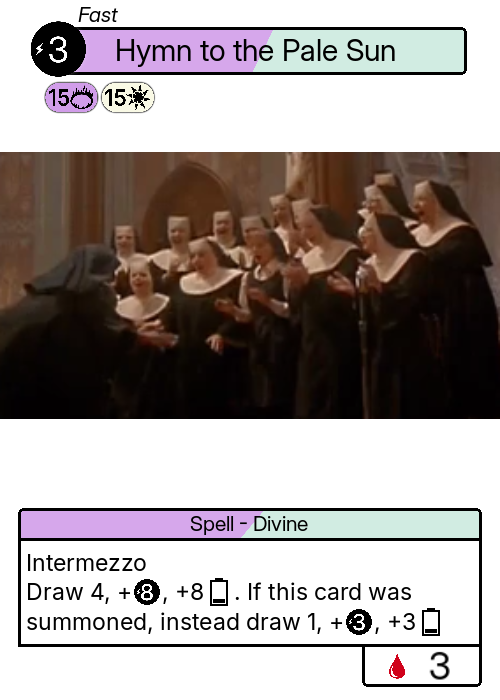 Fast
3 Hymn to the Pale Sun
15 15
Spell - Divine
Intermezzo
Draw 4, + 8 , +8 . If this card was
summoned, instead draw 1, + 3 , +3
3